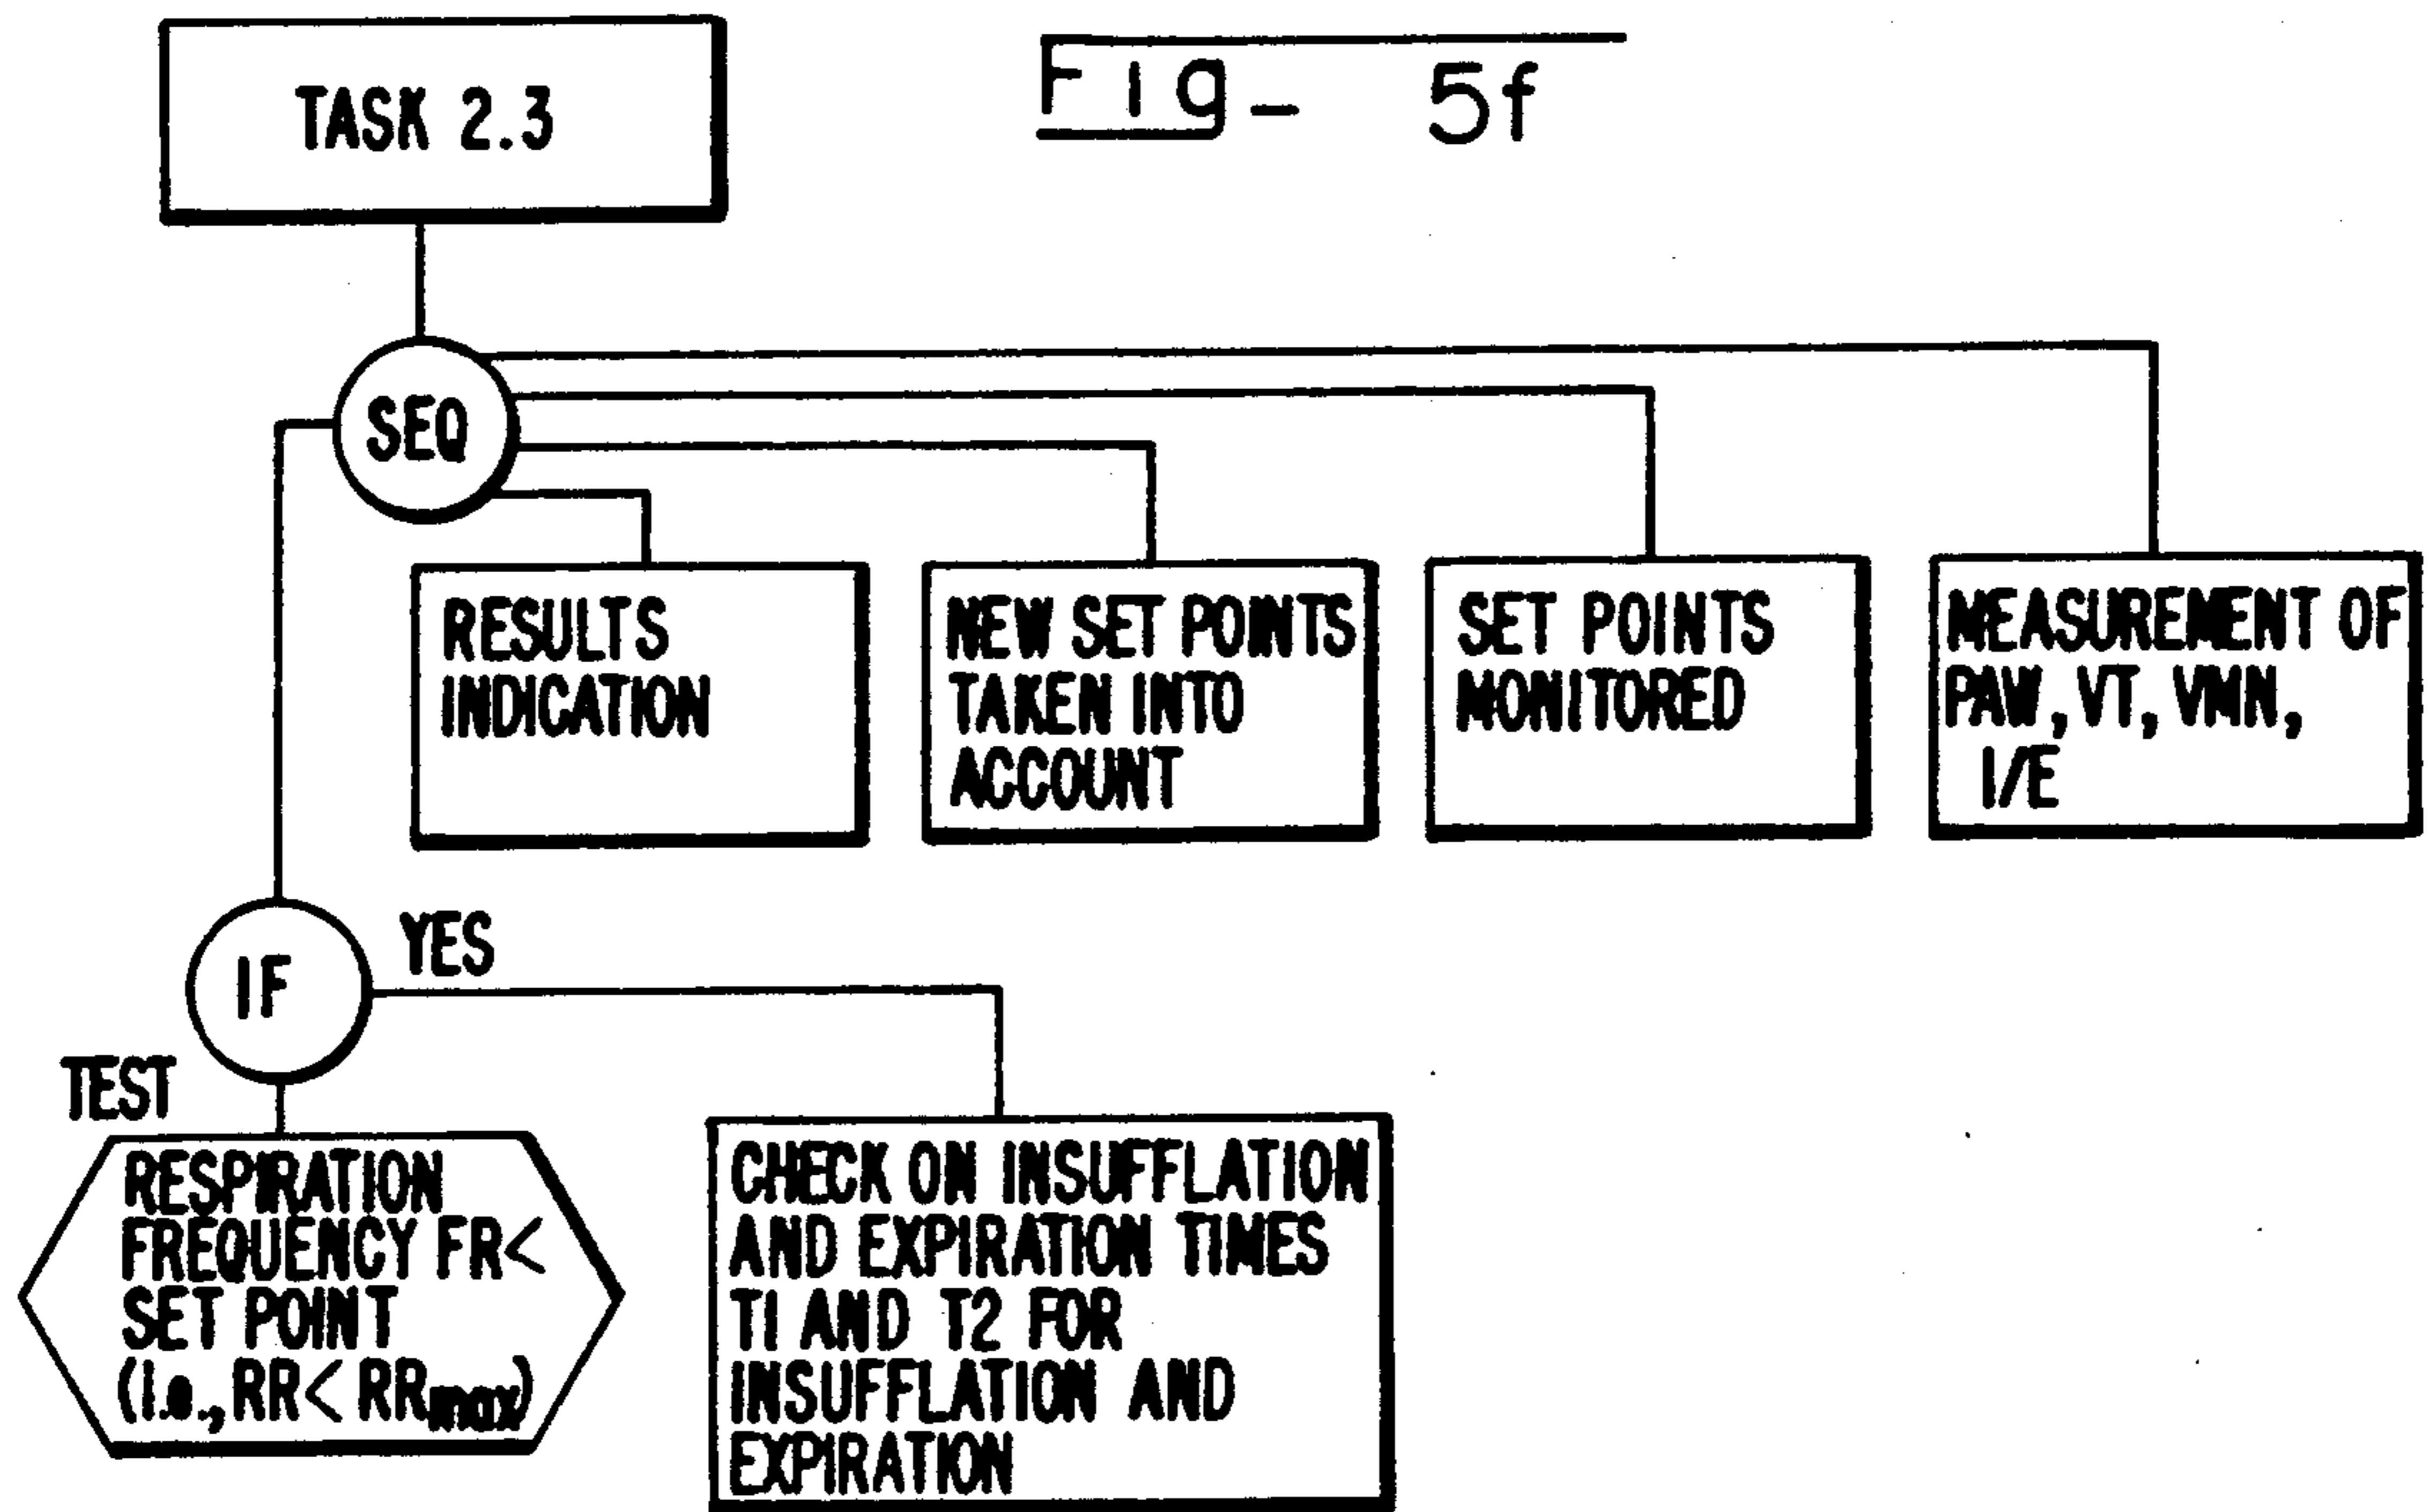 TASK 2.3
Fig- 5f
SEQ
RESULTS
INDICATION
NEW SET POINTS
TAKEN INTO
ACCOUNT
SET POINTS
MONITORED
MEASUREMENT OF
PAW, VT, VMN,
I/E
IF
YES
TEST
RESPIRATION
FREQUENCY FR<
SET POINT
(i.e., RR< RRmax)
CHECK ON INSUFFLATION
AND EXPIRATION TIMES
T1 AND T2 FOR
INSUFFLATION AND
EXPIRATION